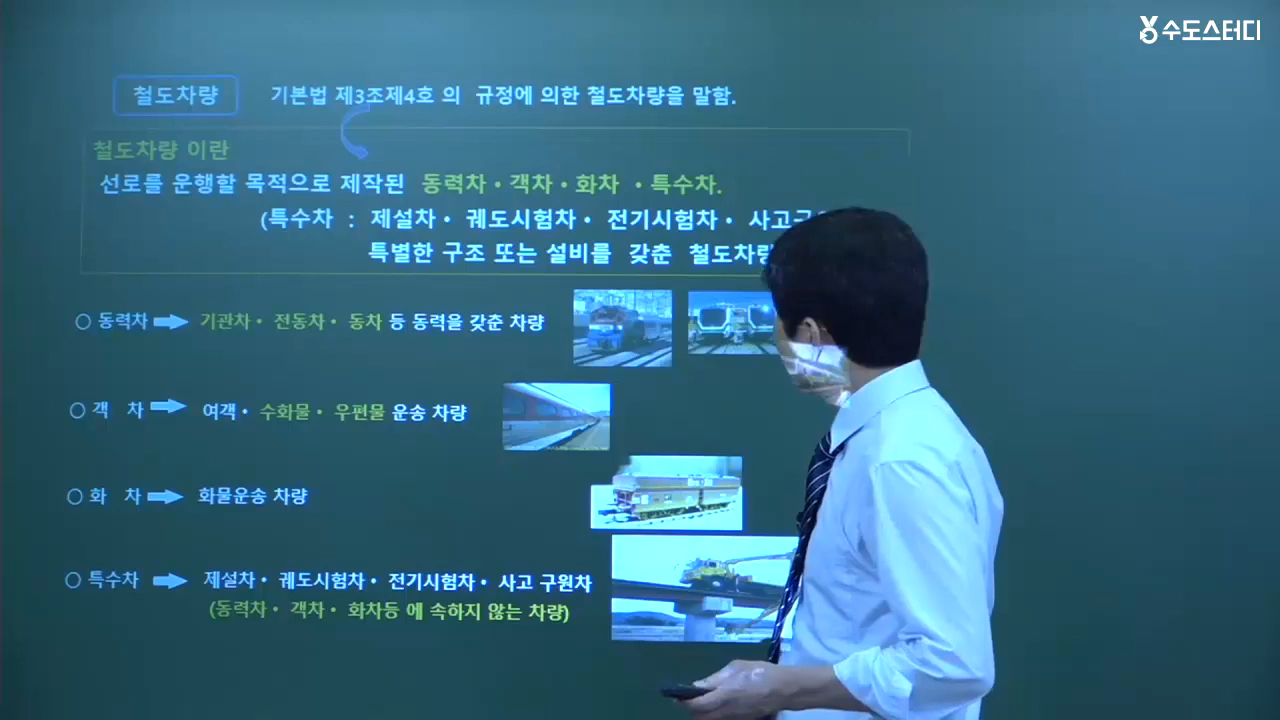 수도스터디
철도차량 기본법 제3조제4호 의 규정에 의한 철도차량을 말함.
철도차량 이란
선로를 운행할 목적으로 제작된 동력차・객차・화차 ・특수차.
(특수차 : 제설차・ 궤도시험차・ 전기시험차・
특별한 구조 또는 설비를 갖춘 철도차량
○ 동력차 ➡ 기관차・ 전동차・ 동차 등 동력을 갖춘 차량
○ 객 차 ➡ 여객・ 수화물・ 우편물 운송 차량
○ 화 차 ➡ 화물운송 차량
○ 특수차 ➡ 제설차・ 궤도시험차・ 전기시험차・ 사고 구원차
(동력차・ 객차・ 화차등 에 속하지 않는 차량)